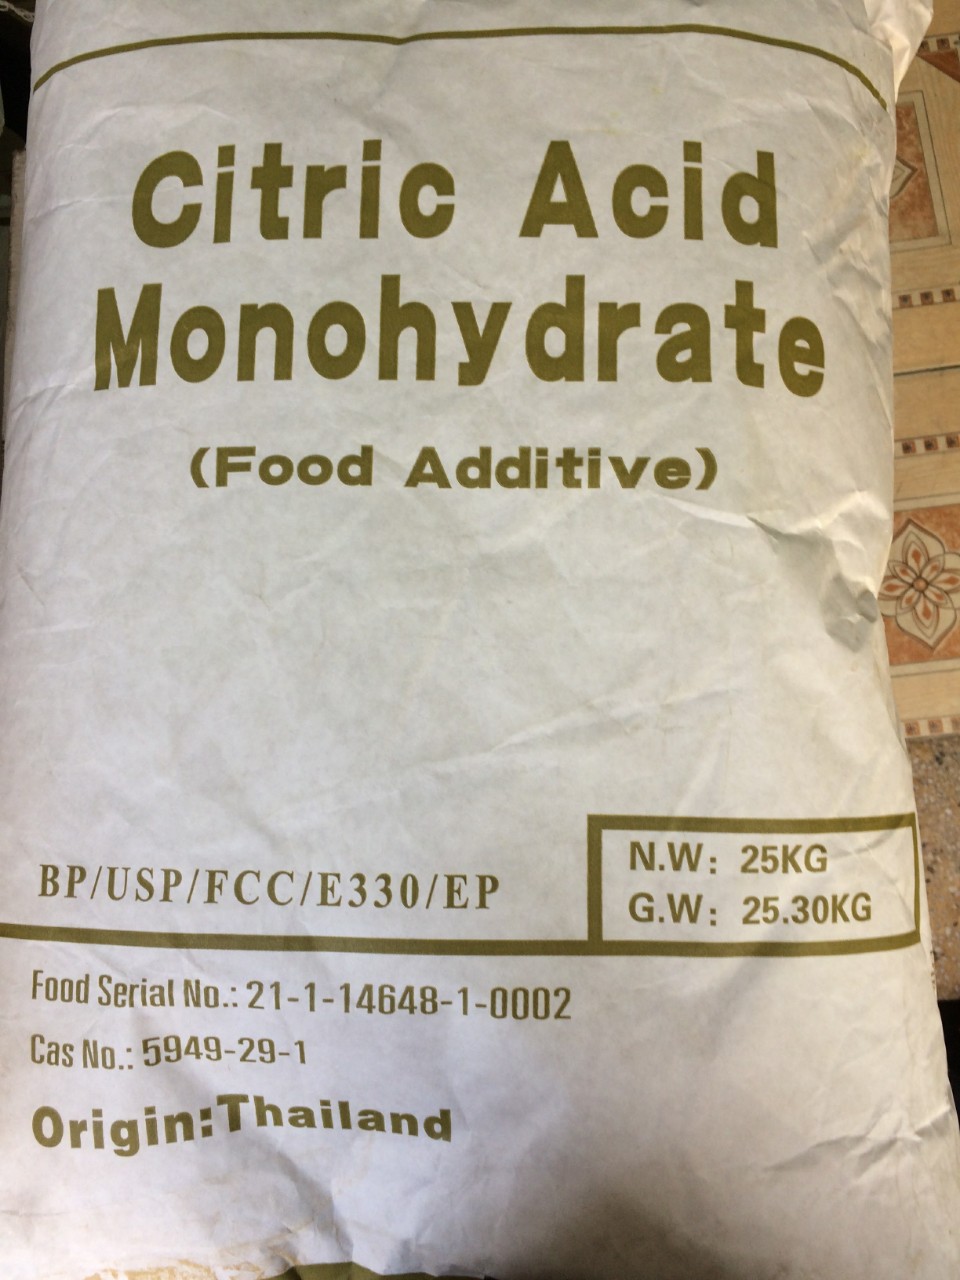 Citric Acid
Monohydrate
(Food Additive)
BP/USP/FCC/E330/EP
N.W: 25KG
G.W: 25.30KG
Food Serial No.: 21-1-14648-1-0002
Cas No.: 5949-29-1
Origin:Thailand